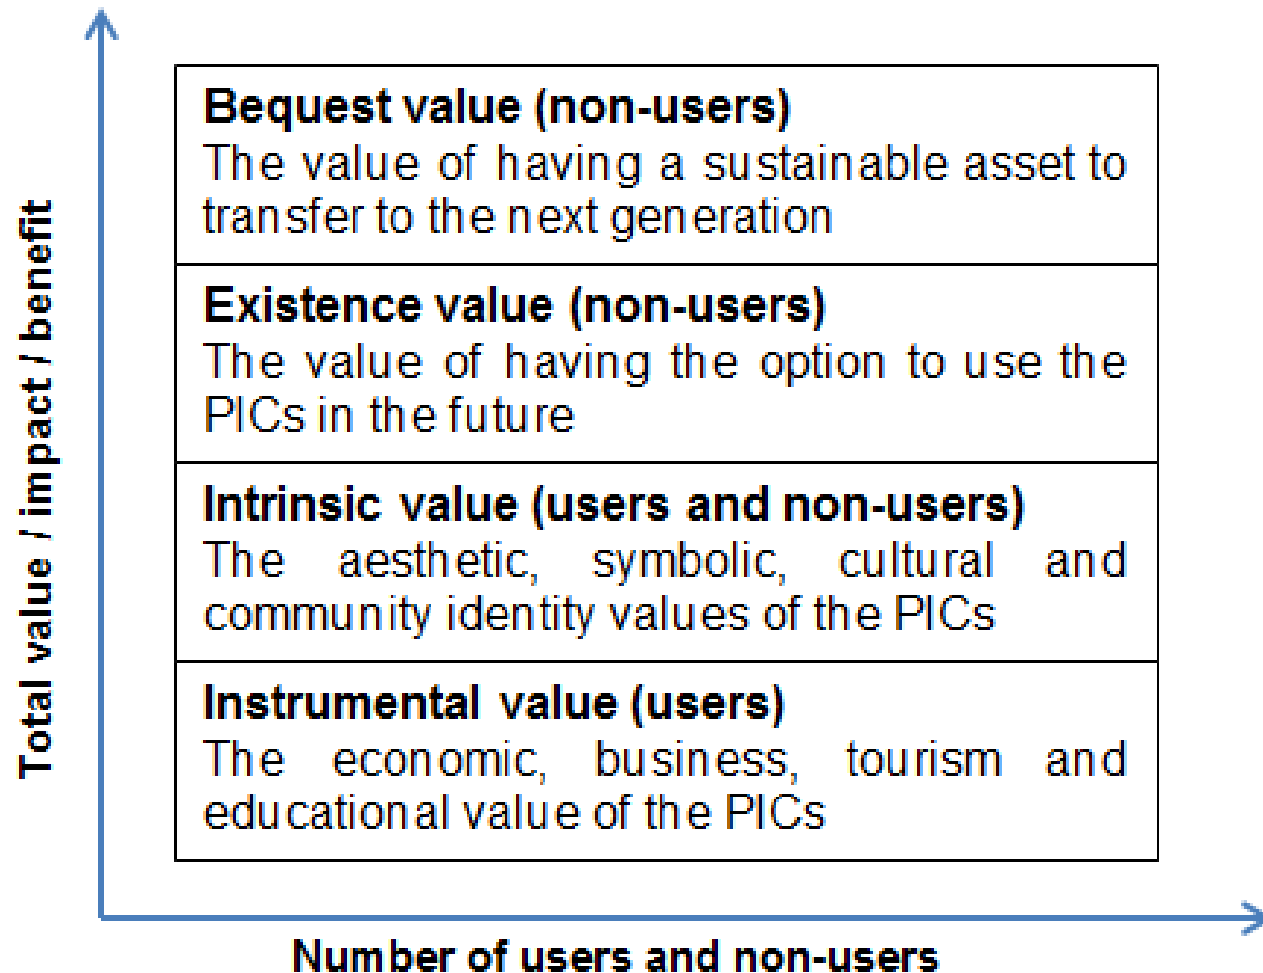 Bequest value (non-users)
The value of having a sustainable asset to
transfer to the next generation
Existence value (non-users)
The value of having the option to use the
PICs in the future
Intrinsic value (users and non-users)
The aesthetic, symbolic, cultural and
community identity values of the PICs
Instrumental value (users)
The economic, business, tourism and
educational value of the PICs
Total value / impact / benefit
Number of users and non-users